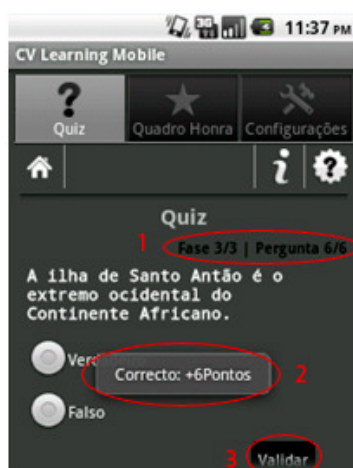 3G
11:37 PM
CV Learning Mobile
?
Quiz
Quadro Honra
Configurações
i
?
Quiz
1
Fase 3/3 | Pergunta 6/6
A ilha de Santo Antão é o
extremo ocidental do
Continente Africano.
Correcto: +6Pontos
2
Falso
3
Validar